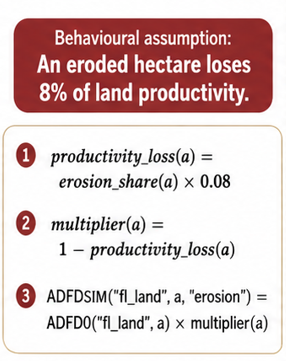 Behavioural assumption:
An eroded hectare loses
8% of land productivity.
1 productivity_loss(a) =
erosion_share(a) × 0.08
2 multiplier(a) =
1 − productivity_loss(a)
3 ADFDSIM("fl_land", a, "erosion") =
ADFD0("fl_land", a) × multiplier(a)